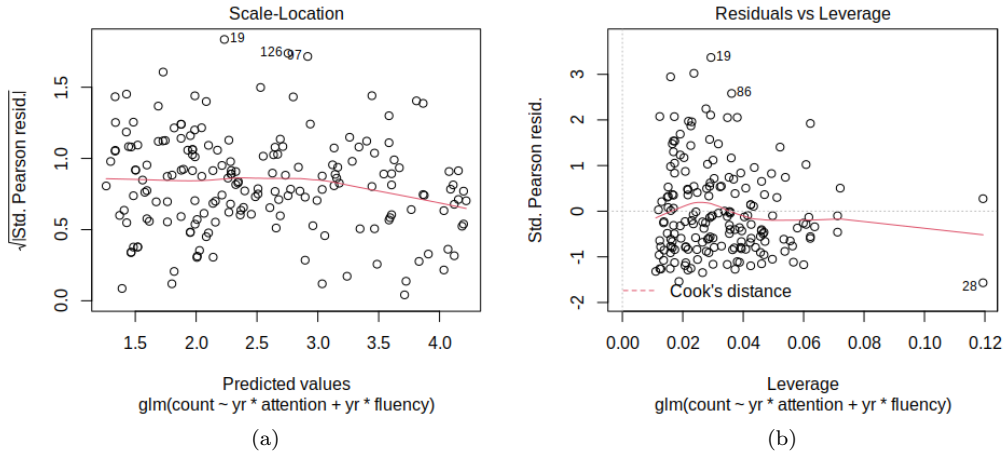 Scale-Location
√|Std. Pearson resid.|
0.0 0.5 1.0 1.5
19
126
97
1.5 2.0 2.5 3.0 3.5 4.0
Predicted values
glm(count ~ yr * attention + yr * fluency)
(a)
Residuals vs Leverage
Std. Pearson resid.
-2 -1 0 1 2 3
19
86
28
Cook's distance
0.00 0.02 0.04 0.06 0.08 0.10 0.12
Leverage
glm(count ~ yr * attention + yr * fluency)
(b)